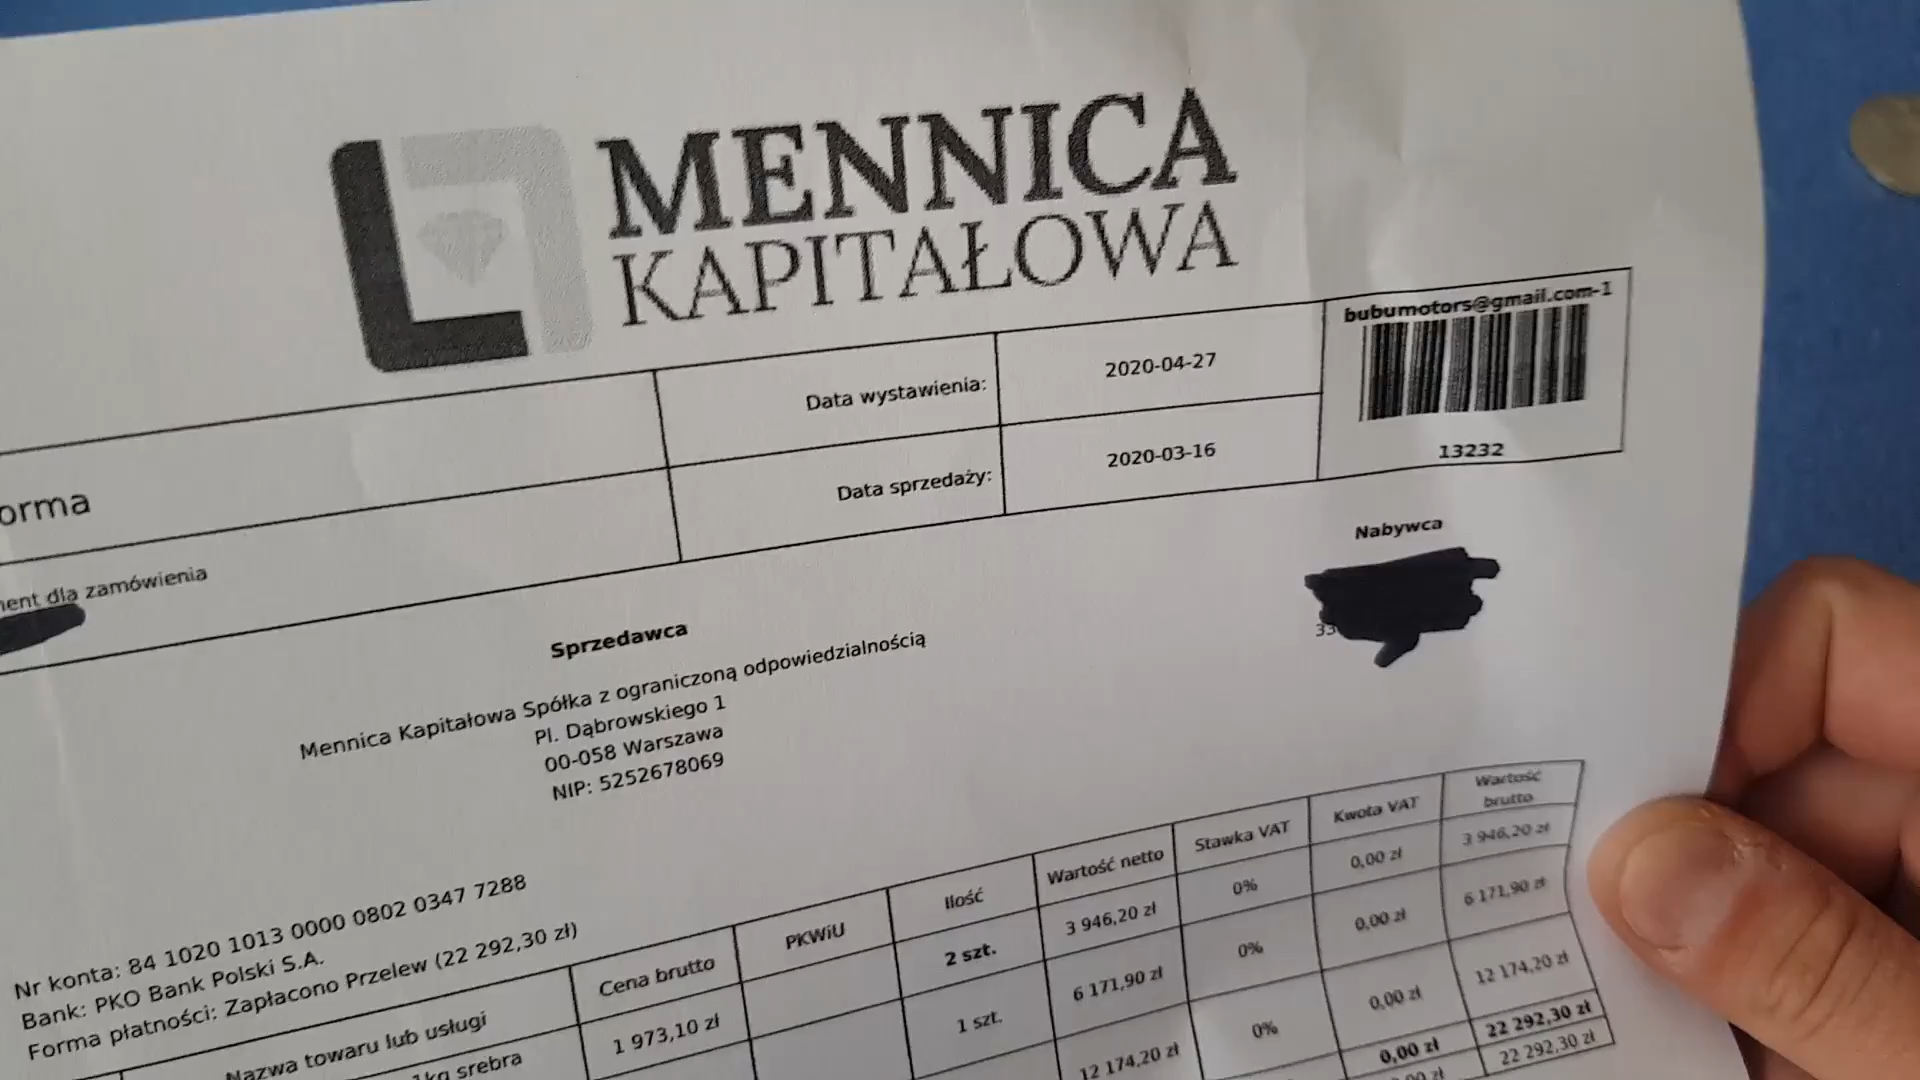 MENNICA
KAPITAŁOWA
bubumotors@gmail.com-1
13232
Data wystawienia:
2020-04-27
Data sprzedaży:
2020-03-16
orma
ment dla zamówienia
Sprzedawca
Mennica Kapitałowa Spółka z ograniczoną odpowiedzialnością
Pl. Dąbrowskiego 1
00-058 Warszawa
NIP: 5252678069
Nabywca
33
Nr konta: 84 1020 1013 0000 0802 0347 7288
Bank: PKO Bank Polski S.A.
Forma płatności: Zapłacono Przelew (22 292,30 zł)
Nazwa towaru lub usługi
Cena brutto
PKWiU
Ilość
Wartość netto
Stawka VAT
Kwota VAT
Wartość
brutto
1kg srebra
1 973,10 zł
2 szt.
3 946,20 zł
0%
0,00 zł
3 946,20 zł
1 szt.
6 171,90 zł
0%
0,00 zł
6 171,90 zł
12 174,20 zł
0%
0,00 zł
12 174,20 zł
0,00 zł
22 292,30 zł
22 292,30 zł